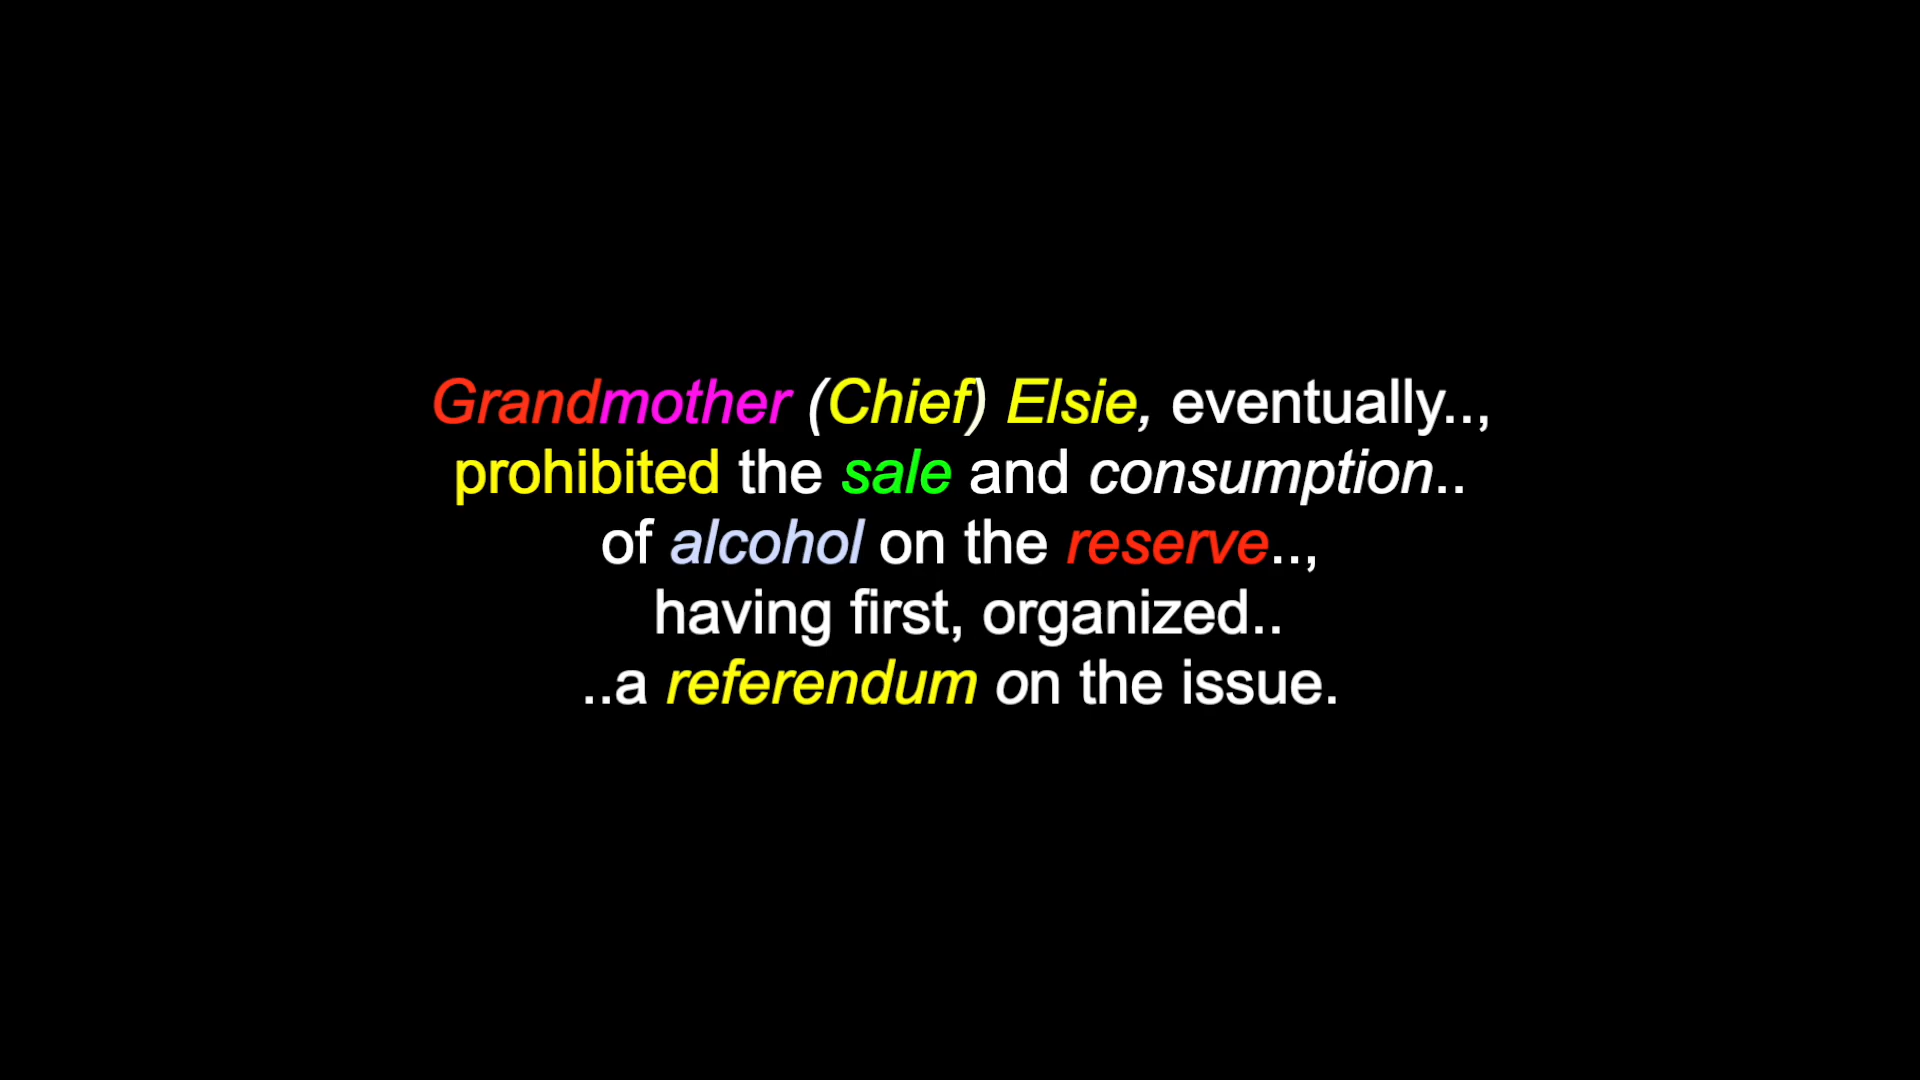 Grandmother (Chief) Elsie, eventually..,
prohibited the sale and consumption..
of alcohol on the reserve..,
having first, organized..
..a referendum on the issue.